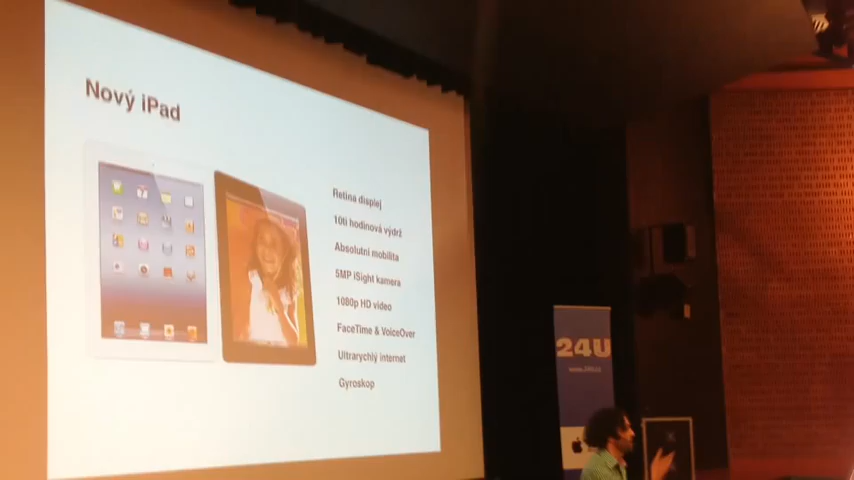 Nový iPad
Retina displej
10ti hodinová výdrž
Absolutní mobilita
5MP iSight kamera
1080p HD video
FaceTime & VoiceOver
Ultrarychlý internet
Gyroskop
24U